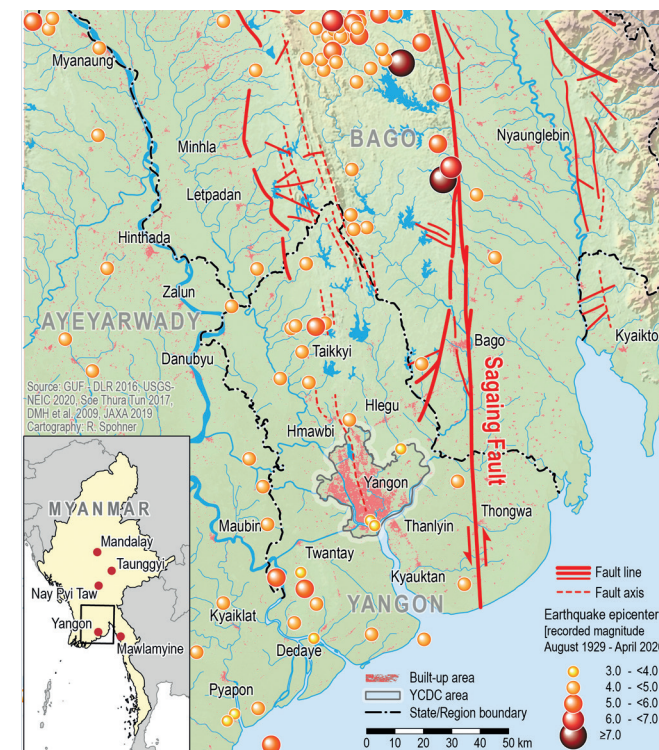 Myanaung
BAGO
Nyaunglebin
Minhla
Letpadan
Hinthada
Zalun
AYEYARWADY
Kyaikto
Danubyu
Taikkyi
Bago
Sagaing Fault
Source: GUF - DLR 2016, USGS-
NEIC 2020, Soe Thura Tun 2017,
DMH et al. 2009, JAXA 2019
Cartography: R. Spohner
Hlegu
Hmawbi
Yangon
MYANMAR
Mandalay
Taunggyi
Nay Pyi Taw
Yangon
Mawlamyine
Maubin
Thanlyin
Thongwa
Twantay
Kyauktan
Kyaiklat
YANGON
Dedaye
Pyapon
Fault line
Fault axis
Earthquake epicenter
[recorded magnitude
August 1929 - April 2020
3.0 - <4.0
4.0 - <5.0
5.0 - <6.0
6.0 - <7.0
≥7.0
Built-up area
YCDC area
State/Region boundary
0 10 20 30 40 50 km